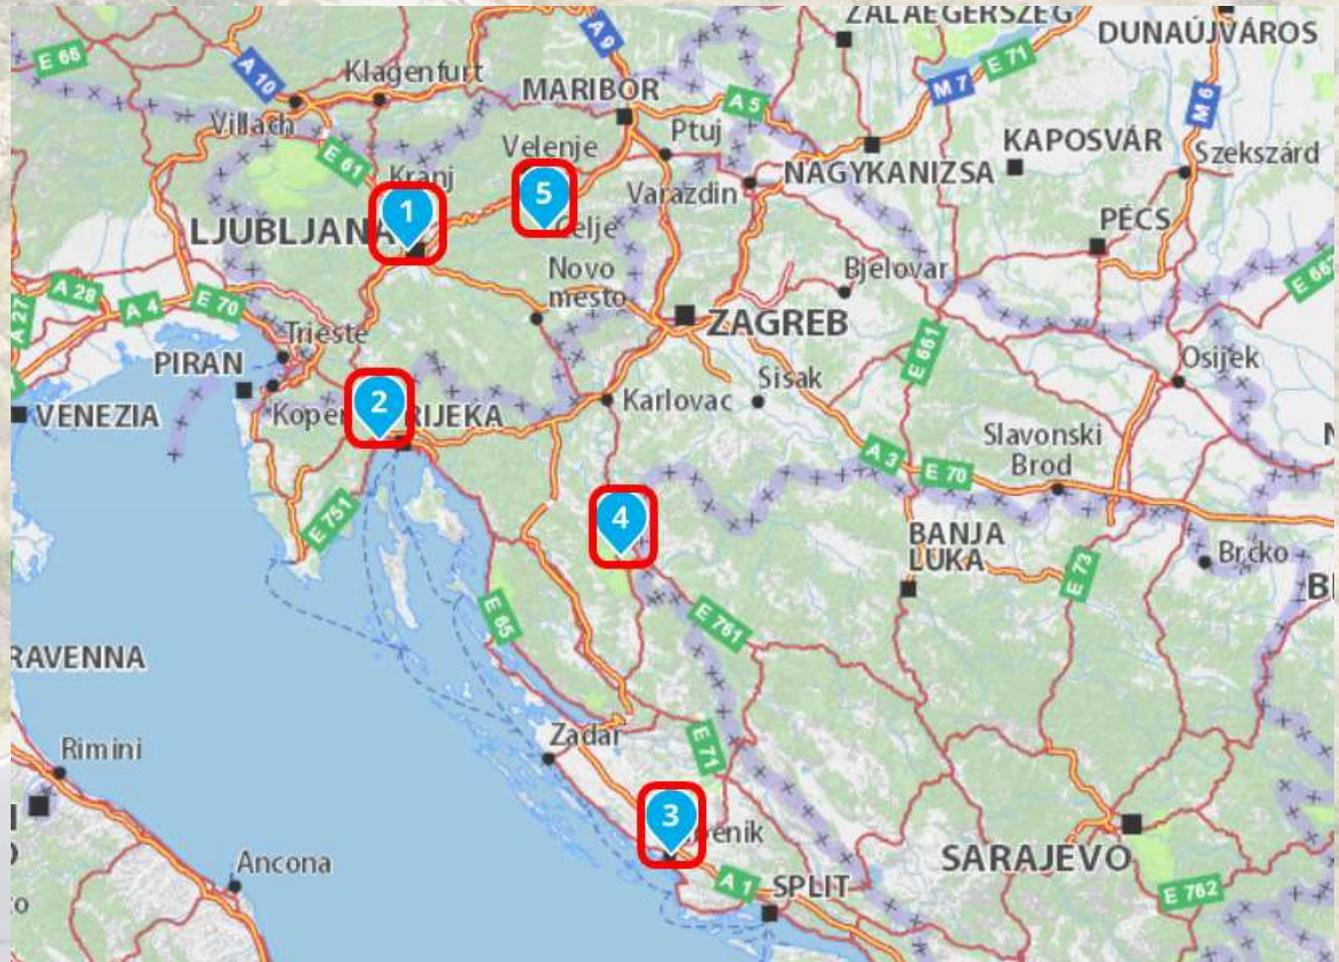 ZALAEGERSZEG
DUNAÚJVÁROS
E 66
A 10
A 9
E 71
M 7
M 6
Klagenfurt
MARIBOR
A 5
Villach
Ptuj
KAPOSVÁR
Szekszárd
Velenje
E 61
Kranj
NAGYKANIZSA
Varazdin
1
5
LJUBLJANA
Celje
PÉCS
Novo
mesto
Bjelovar
A 28
A 4
E 70
A 27
Trieste
ZAGREB
E 661
PIRAN
Osijek
Sisak
2
Koper
RIJEKA
Karlovac
VENEZIA
Slavonski
Brod
A 3
E 70
E 751
4
BANJA
LUKA
E 73
Brcko
E 65
E 761
RAVENNA
Zadar
E 71
Rimini
3
enik
SARAJEVO
Ancona
A 1
SPLIT
E 762